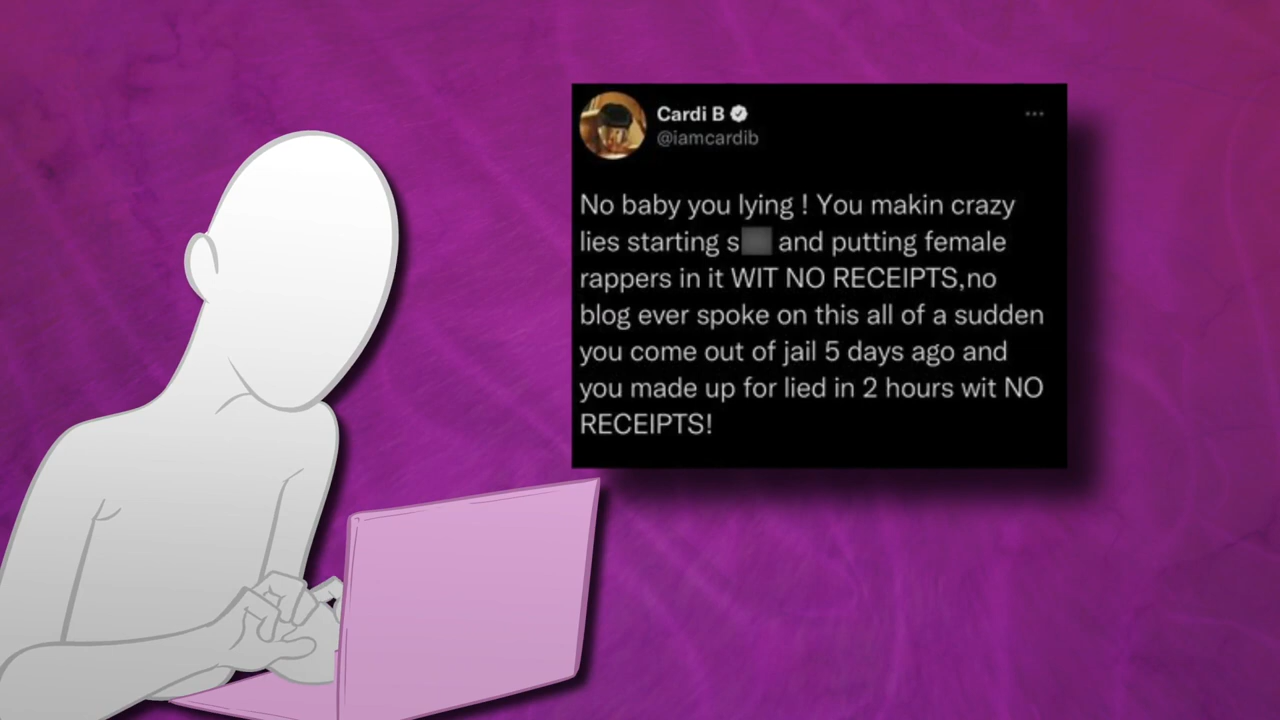 Cardi B
@iamcardib
No baby you lying ! You makin crazy
lies starting s and putting female
rappers in it WIT NO RECEIPTS,no
blog ever spoke on this all of a sudden
you come out of jail 5 days ago and
you made up for lied in 2 hours wit NO
RECEIPTS!